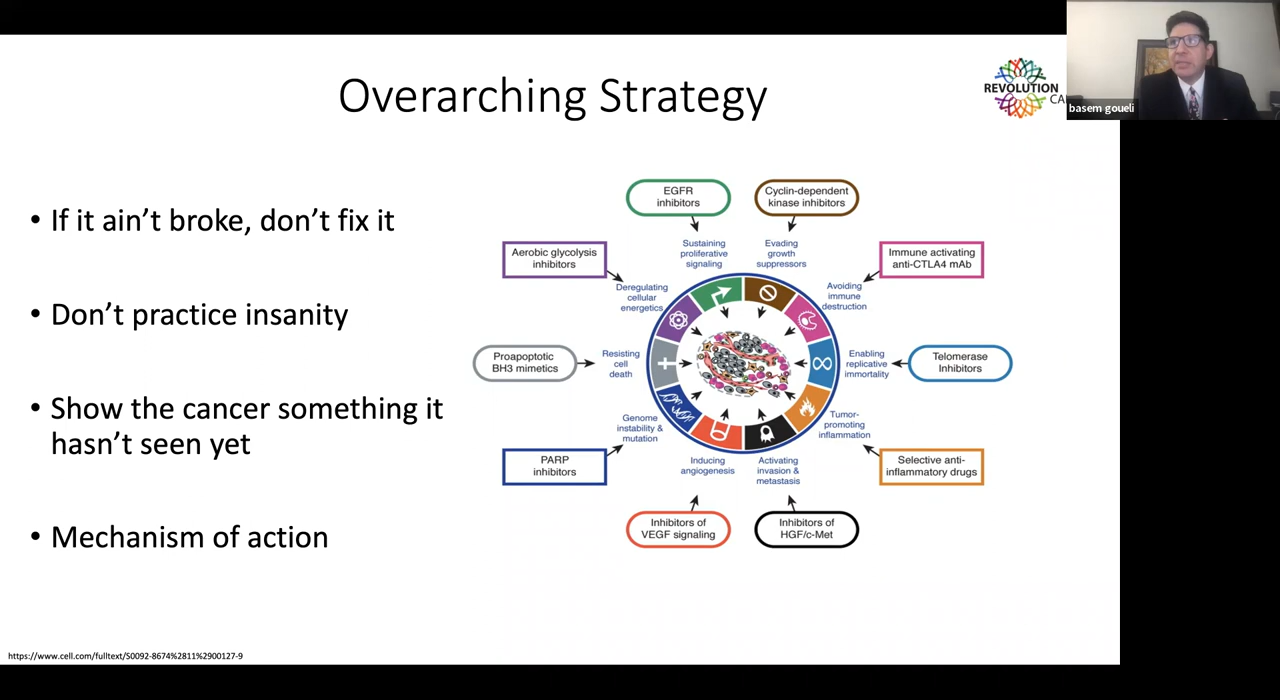 Overarching Strategy
REVOLUTION
CA
basem goueli
• If it ain’t broke, don’t fix it
• Don’t practice insanity
• Show the cancer something it
hasn’t seen yet
• Mechanism of action
EGFR
inhibitors
Cyclin-dependent
kinase inhibitors
Sustaining
proliferative
signaling
Evading
growth
suppressors
Aerobic glycolysis
inhibitors
Immune activating
anti-CTLA4 mAb
Deregulating
cellular
energetics
Avoiding
immune
destruction
Proapoptotic
BH3 mimetics
Resisting
cell
death
Enabling
replicative
immortality
Telomerase
Inhibitors
Genome
instability &
mutation
Tumor-
promoting
inflammation
PARP
inhibitors
Inducing
angiogenesis
Activating
invasion &
metastasis
Selective anti-
inflammatory drugs
Inhibitors of
VEGF signaling
Inhibitors of
HGF/c-Met
https://www.cell.com/fulltext/S0092-8674%2811%2900127-9